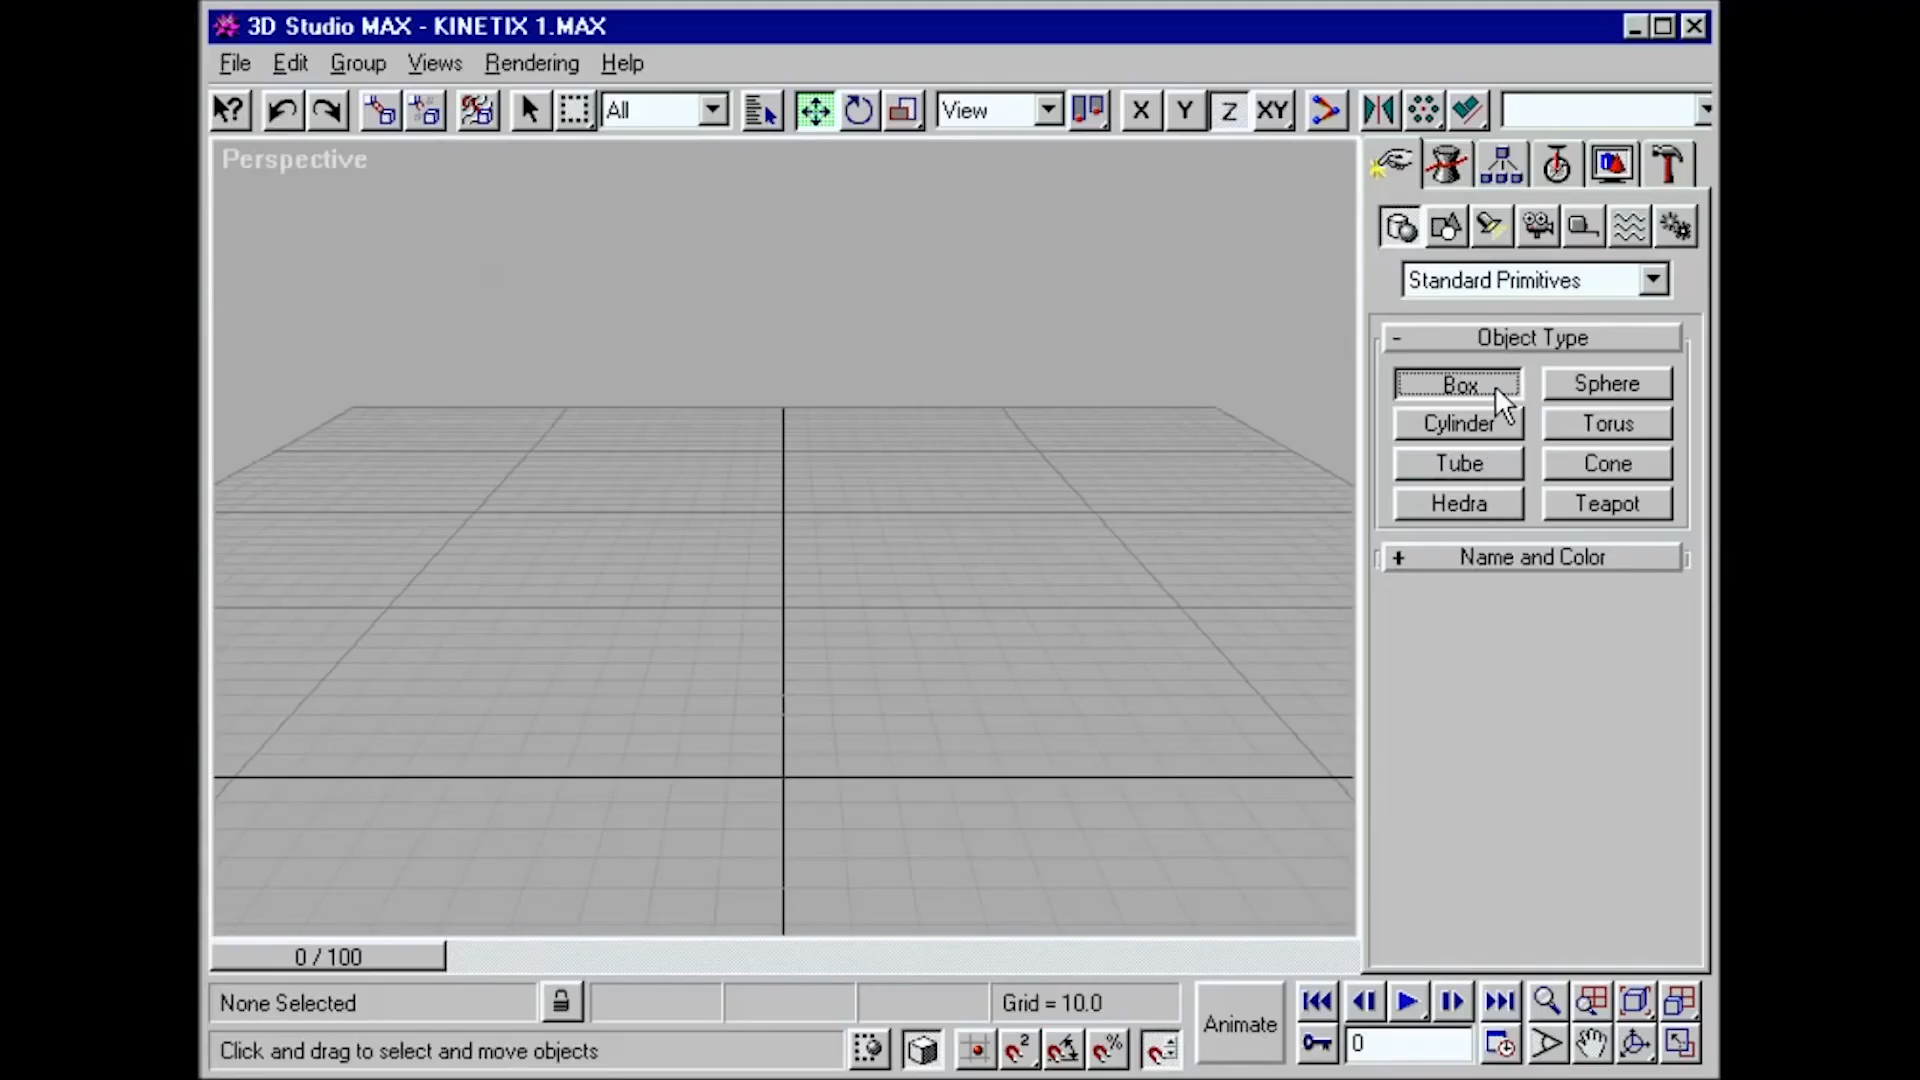 3D Studio MAX - KINETIX 1.MAX
File Edit Group Views Rendering Help
All View X Y Z XY
Perspective
Standard Primitives
- Object Type
Box Sphere
Cylinder Torus
Tube Cone
Hedra Teapot
+ Name and Color
0 / 100
None Selected Grid = 10.0
Animate
Click and drag to select and move objects
2 % 0